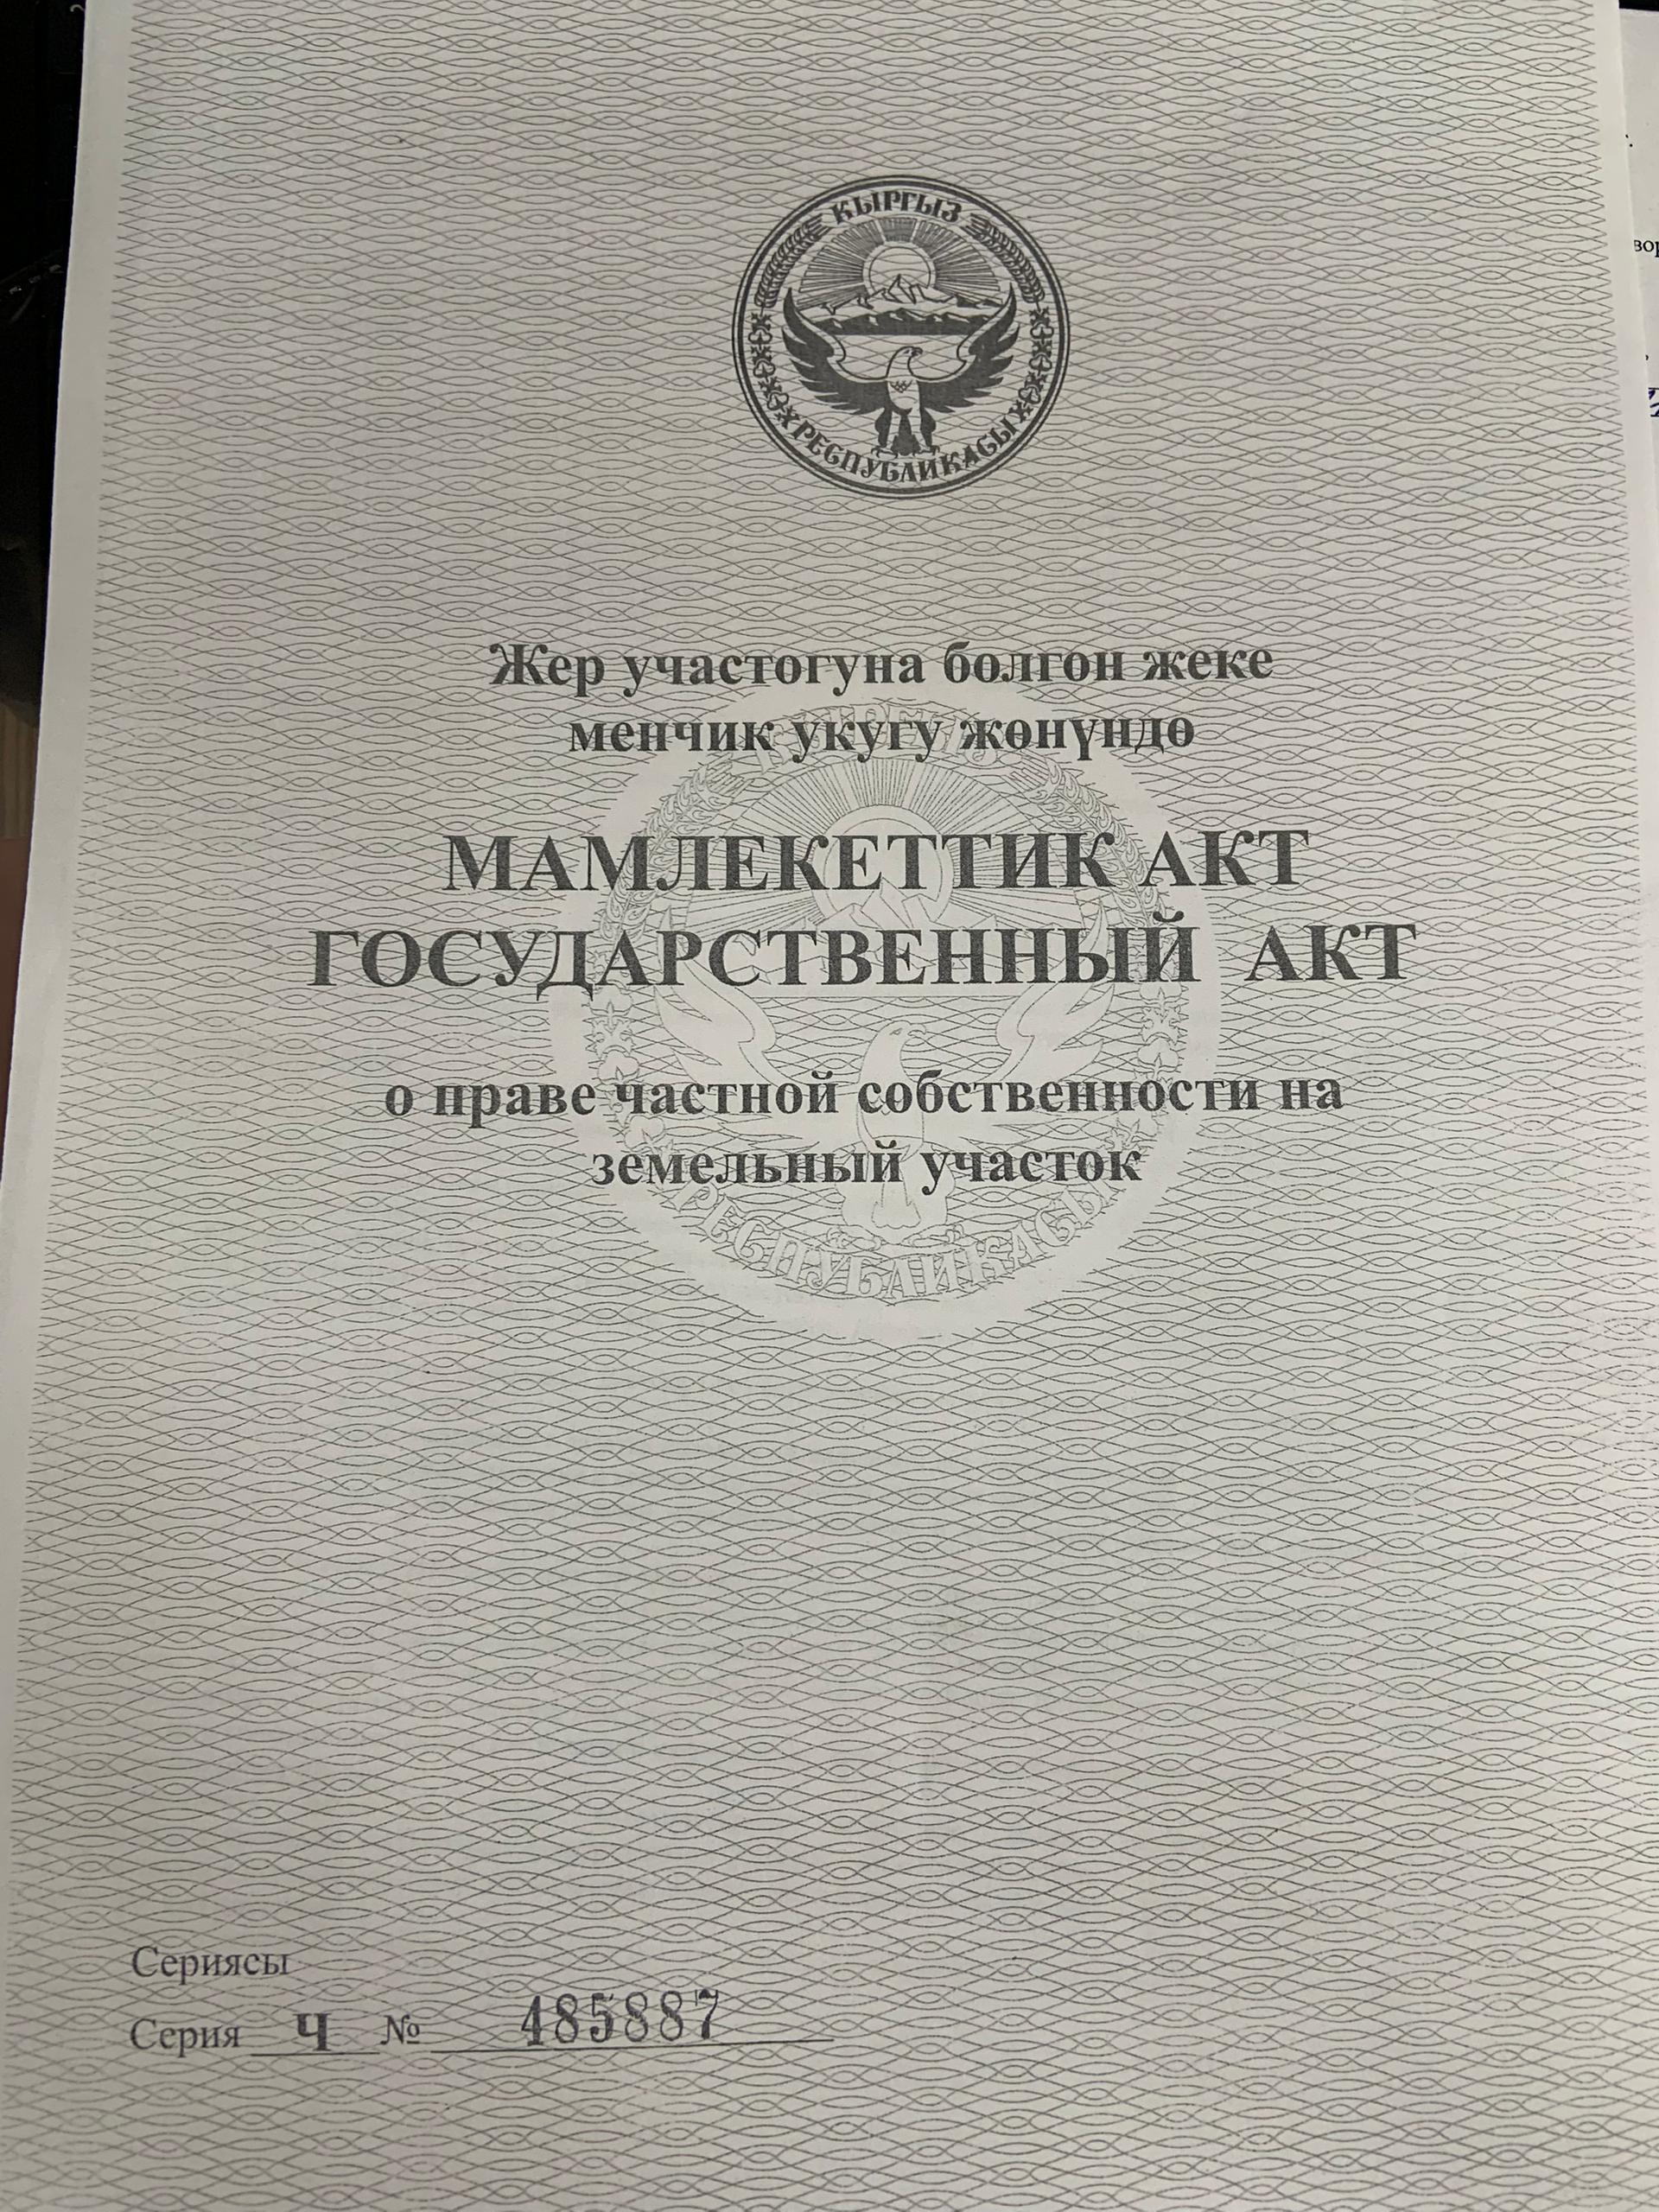 КЫРГЫЗ
РЕСПУБЛИКАСЫ
Жер участогуна болгон жеке
менчик укугу жөнүндө
МАМЛЕКЕТТИК АКТ
ГОСУДАРСТВЕННЫЙ АКТ
о праве частной собственности на
земельный участок
РЕСПУБЛИКАСЫ
Сериясы
Серия Ч № 485887